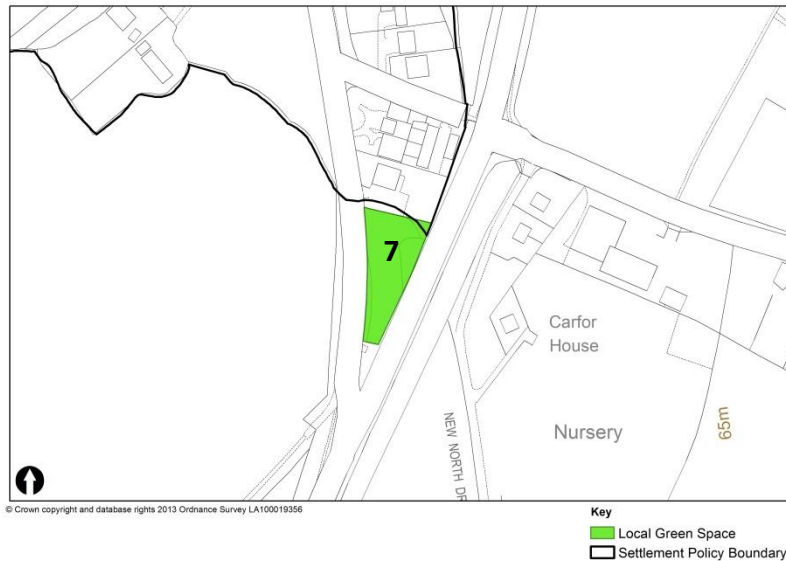 7
Carfor
House
Nursery
NEW NORTH DR
65m
© Crown copyright and database rights 2013 Ordnance Survey LA100019356
Key
Local Green Space
Settlement Policy Boundary